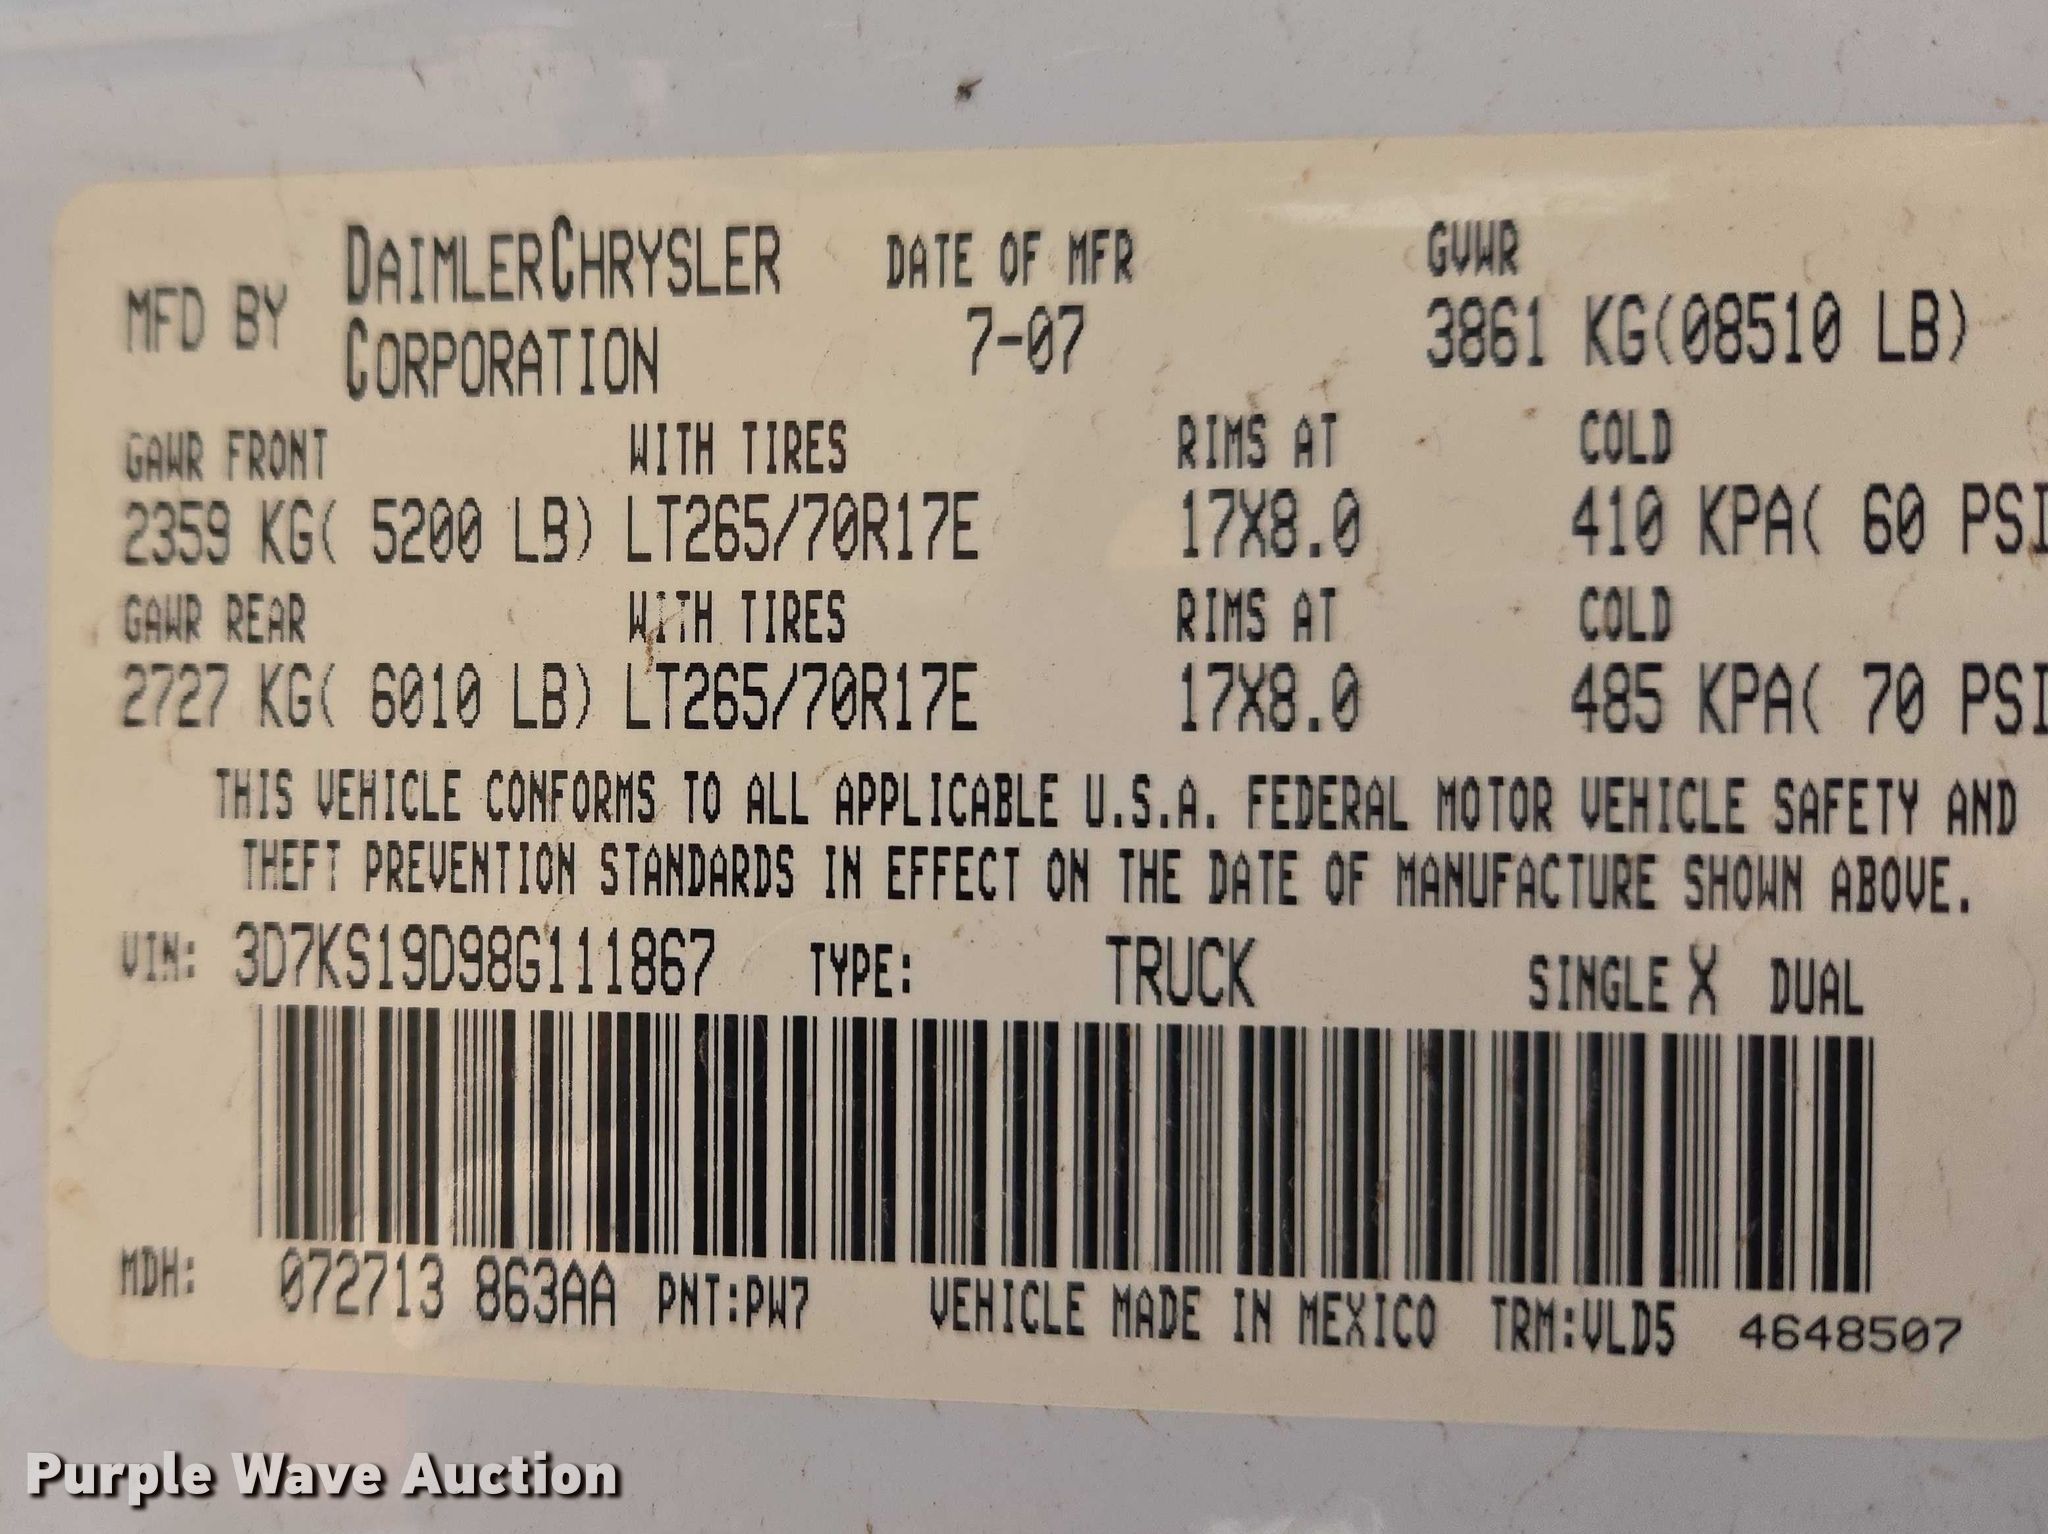 MFD BY DAIMLERCHRYSLER CORPORATION DATE OF MFR 7-07 GVWR 3861 KG(08510 LB)
GAWR FRONT WITH TIRES RIMS AT COLD
2359 KG( 5200 LB) LT265/70R17E 17X8.0 410 KPA( 60 PSI
GAWR REAR WITH TIRES RIMS AT COLD
2727 KG( 6010 LB) LT265/70R17E 17X8.0 485 KPA( 70 PSI
THIS VEHICLE CONFORMS TO ALL APPLICABLE U.S.A. FEDERAL MOTOR VEHICLE SAFETY AND
THEFT PREVENTION STANDARDS IN EFFECT ON THE DATE OF MANUFACTURE SHOWN ABOVE.
VIN: 3D7KS19D98G111867 TYPE: TRUCK SINGLE X DUAL
MDH: 072713 863AA PNT:PW7 VEHICLE MADE IN MEXICO TRM:VLD5 4648507
Purple Wave Auction